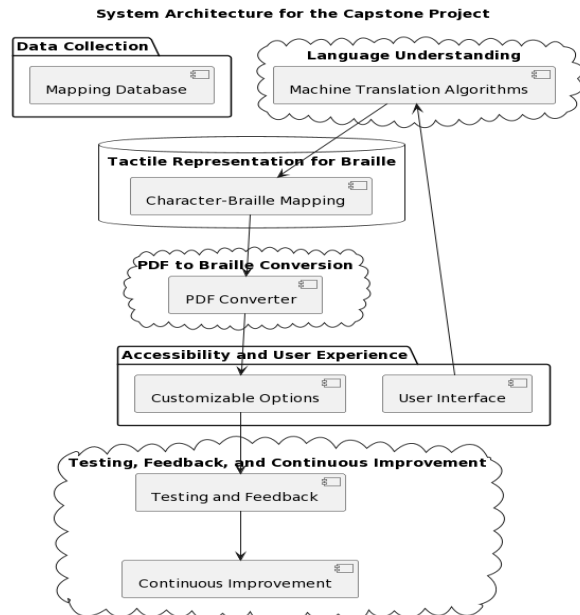 System Architecture for the Capstone Project
Data Collection
Mapping Database
Language Understanding
Machine Translation Algorithms
Tactile Representation for Braille
Character-Braille Mapping
PDF to Braille Conversion
PDF Converter
Accessibility and User Experience
Customizable Options
User Interface
Testing, Feedback, and Continuous Improvement
Testing and Feedback
Continuous Improvement